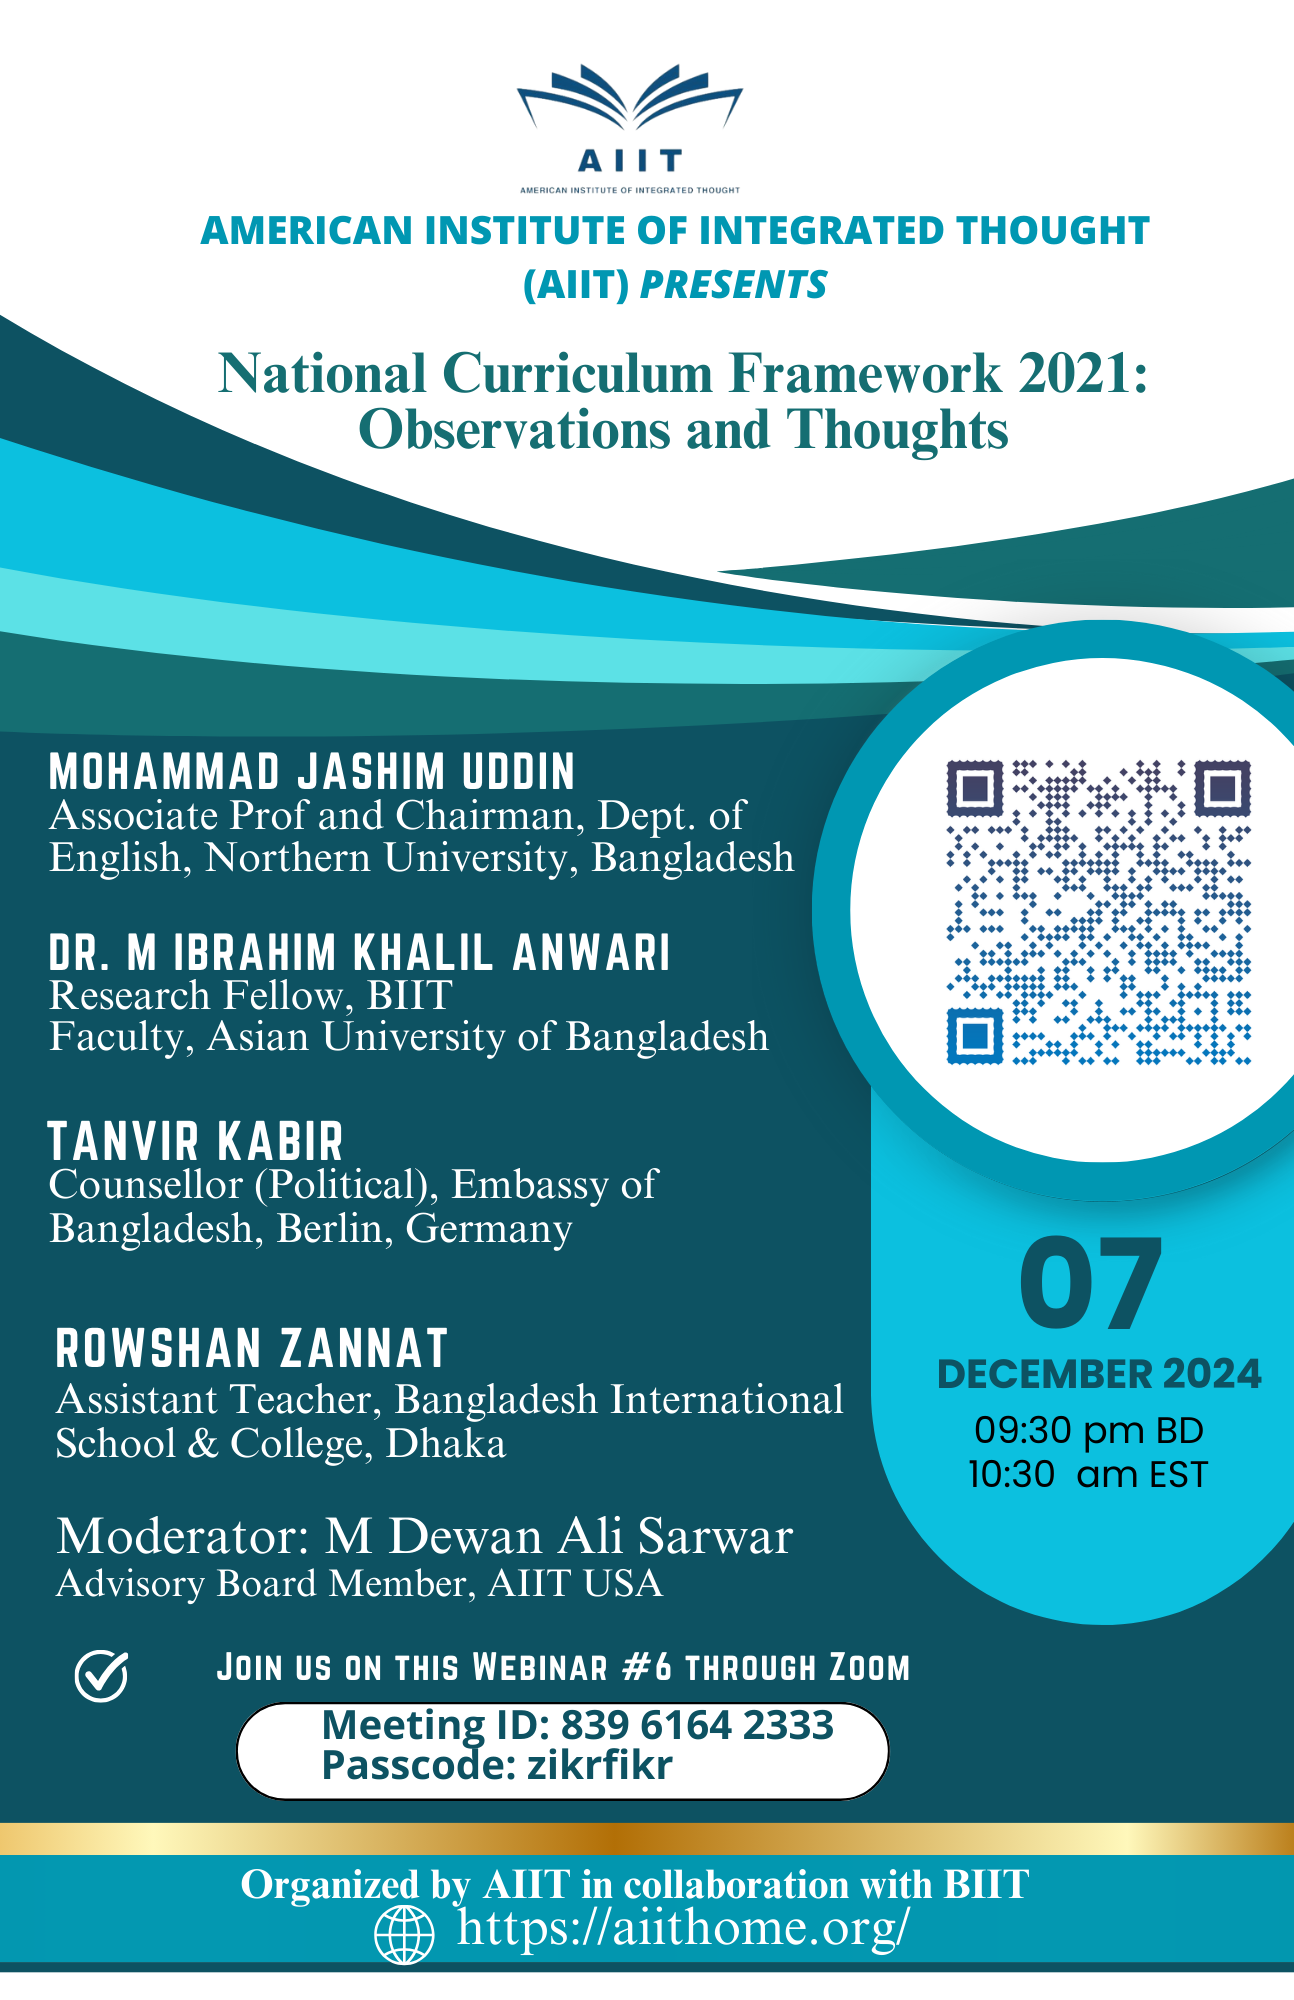 AIIT
AMERICAN INSTITUTE OF INTEGRATED THOUGHT
AMERICAN INSTITUTE OF INTEGRATED THOUGHT
(AIIT) PRESENTS
National Curriculum Framework 2021:
Observations and Thoughts
MOHAMMAD JASHIM UDDIN
Associate Prof and Chairman, Dept. of
English, Northern University, Bangladesh
DR. M IBRAHIM KHALIL ANWARI
Research Fellow, BIIT
Faculty, Asian University of Bangladesh
TANVIR KABIR
Counsellor (Political), Embassy of
Bangladesh, Berlin, Germany
ROWSHAN ZANNAT
Assistant Teacher, Bangladesh International
School & College, Dhaka
Moderator: M Dewan Ali Sarwar
Advisory Board Member, AIIT USA
07
DECEMBER 2024
09:30 pm BD
10:30 am EST
JOIN US ON THIS WEBINAR #6 THROUGH ZOOM
Meeting ID: 839 6164 2333
Passcode: zikrfikr
Organized by AIIT in collaboration with BIIT
https://aiithome.org/